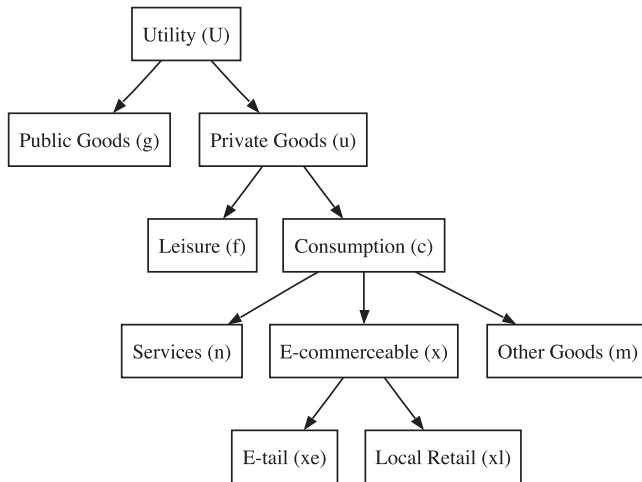 Utility (U)
Public Goods (g)
Private Goods (u)
Leisure (f)
Consumption (c)
Services (n)
E-commerceable (x)
Other Goods (m)
E-tail (xe)
Local Retail (xl)